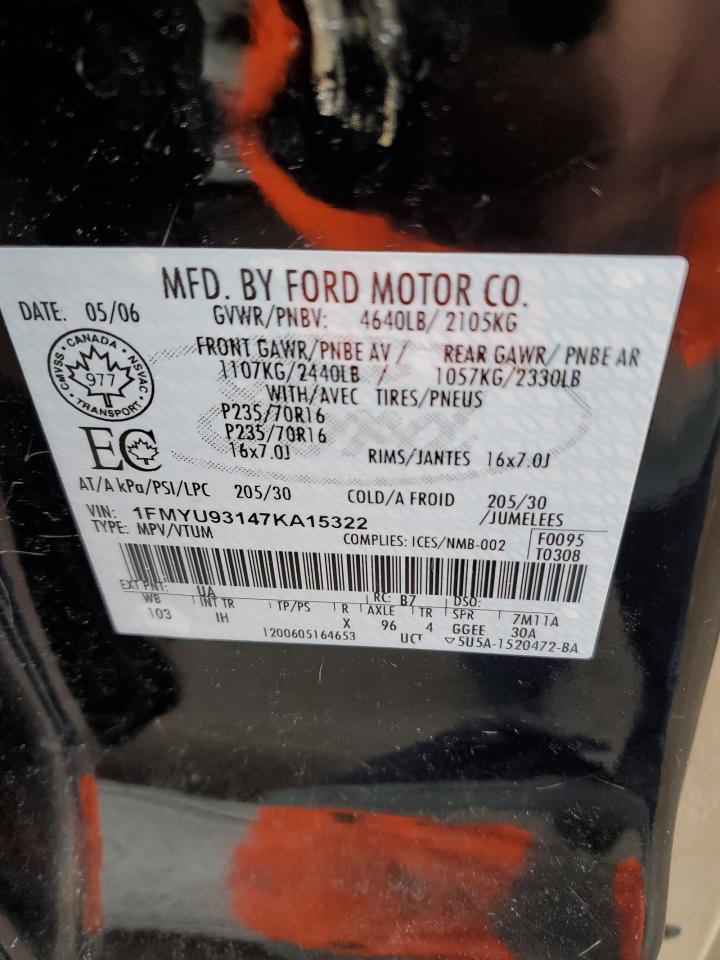 MFD. BY FORD MOTOR CO.
DATE. 05/06
GVWR/PNBV: 4640LB/ 2105KG
FRONT GAWR/PNBE AV / REAR GAWR/ PNBE AR
1107KG/2440LB / 1057KG/2330LB
WITH/AVEC TIRES/PNEUS
P235/70R16
P235/70R16
16x7.0J RIMS/JANTES 16x7.0J
CANADA
CMVSS NSVAC
977
TRANSPORT
EC
AT/A kPa/PSI/LPC 205/30 COLD/A FROID 205/30
VIN: 1FMYU93147KA15322 /JUMELEES
TYPE: MPV/VTUM COMPLIES: ICES/NMB-002 F0095
T0308
EXT PNT: UA RC: B7 DSO:
WB INT TR TP/PS R AXLE TR SPR 7M11A
103 IH X 96 4 GGEE 30A
1200605164653 UCT ▽5U5A-1520472-BA